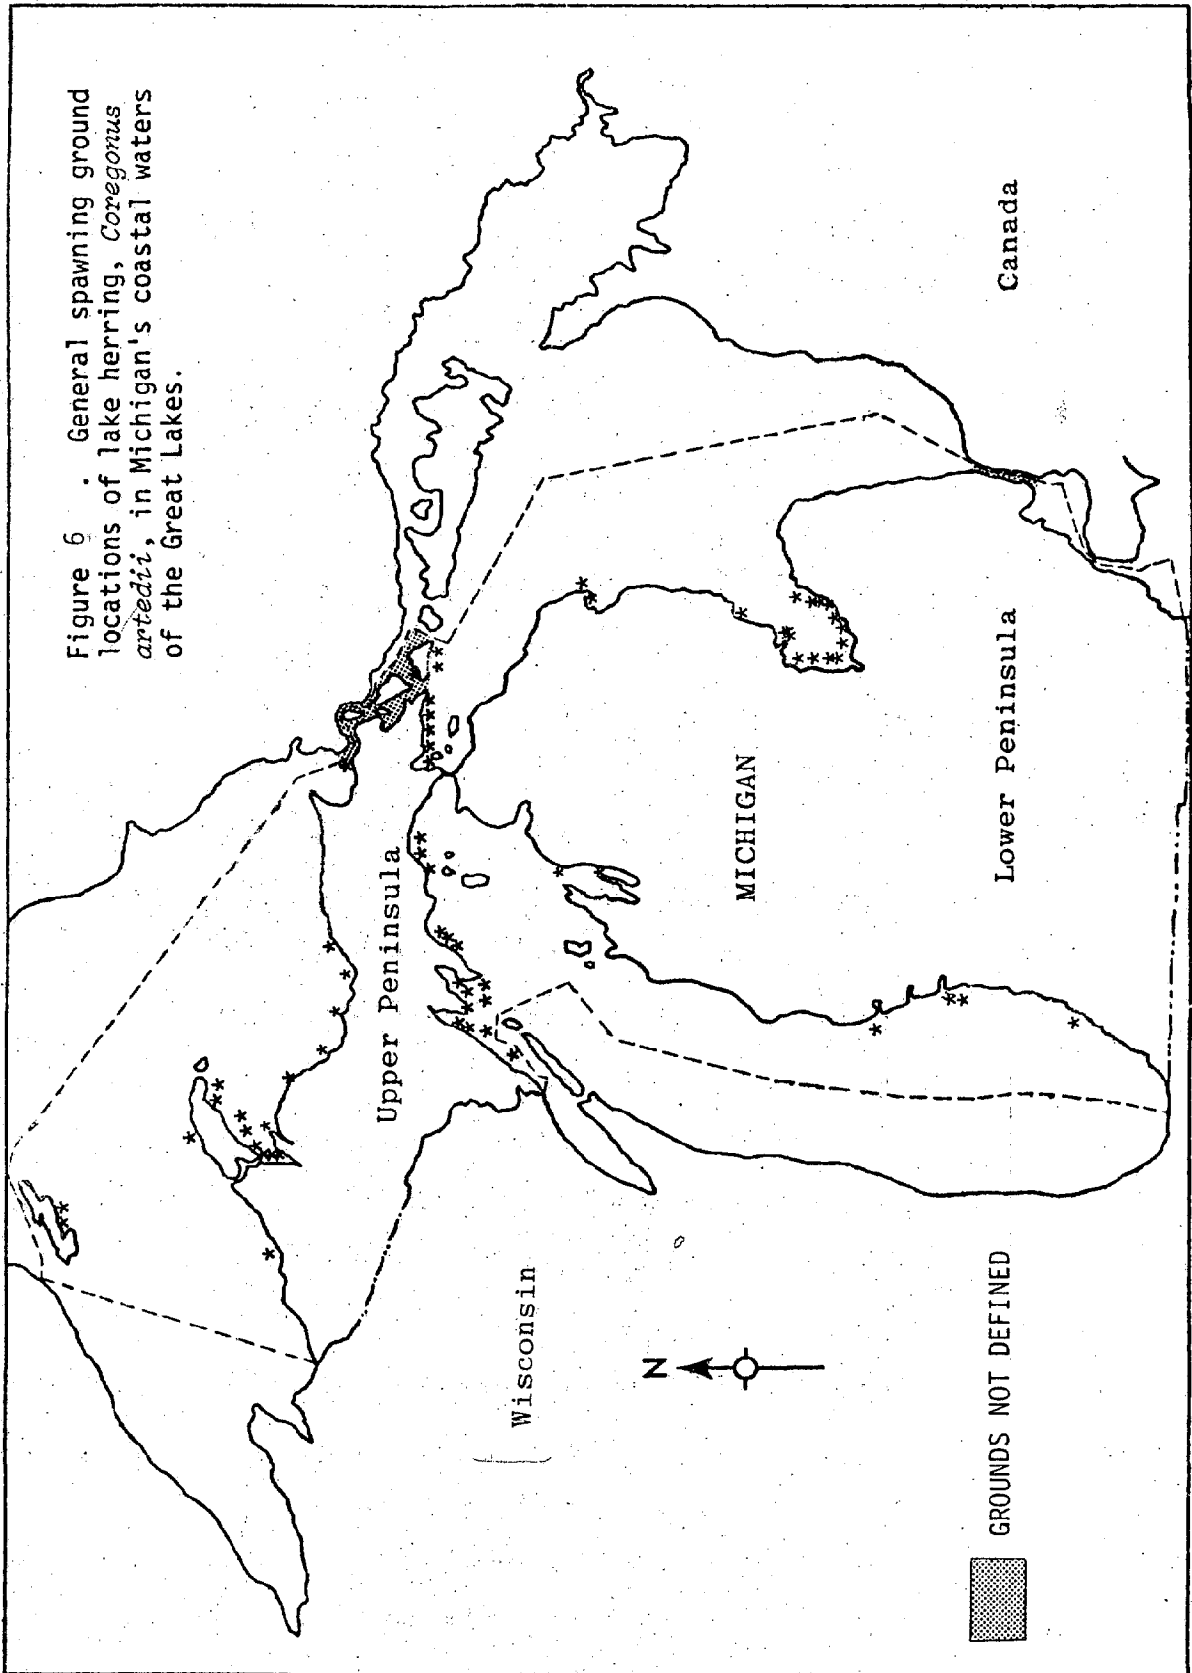 Figure 6 . General spawning ground
locations of lake herring, Coregonus
artedii, in Michigan's coastal waters
of the Great Lakes.
Canada
Upper Peninsula
MICHIGAN
Lower Peninsula
Wisconsin
N
GROUNDS NOT DEFINED